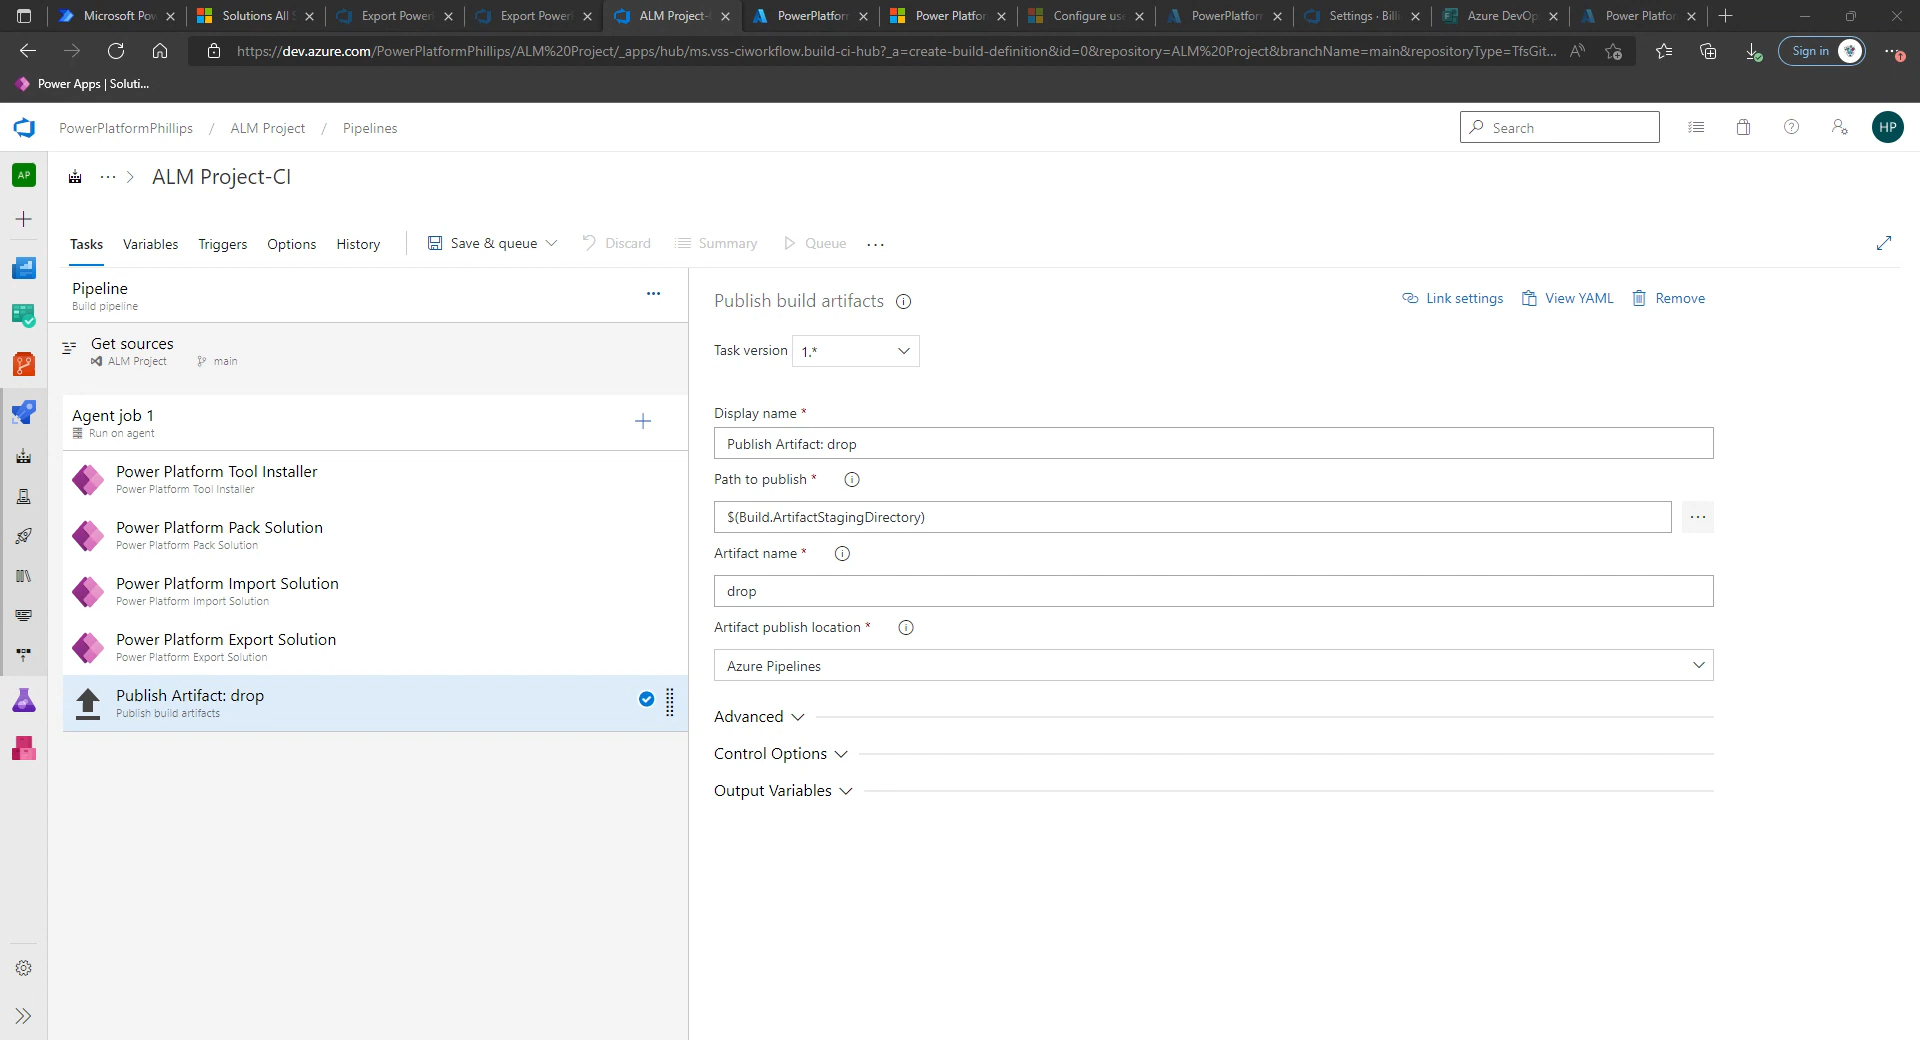 Microsoft Pow
Solutions All S
Export Power
Export Power
ALM Project-
PowerPlatform
Power Platfor
Configure use
PowerPlatform
Settings · Billi
Azure DevOp
Power Platfor
https://dev.azure.com/PowerPlatformPhillips/ALM%20Project/_apps/hub/ms.vss-ciworkflow.build-ci-hub?_a=create-build-definition&id=0&repository=ALM%20Project&branchName=main&repositoryType=TfsGit...
Sign in
Power Apps | Soluti...
PowerPlatformPhillips / ALM Project / Pipelines
Search
HP
AP
ALM Project-CI
Tasks
Variables
Triggers
Options
History
Save & queue
Discard
Summary
Queue
Pipeline
Build pipeline
Get sources
ALM Project
main
Agent job 1
Run on agent
Power Platform Tool Installer
Power Platform Tool Installer
Power Platform Pack Solution
Power Platform Pack Solution
Power Platform Import Solution
Power Platform Import Solution
Power Platform Export Solution
Power Platform Export Solution
Publish Artifact: drop
Publish build artifacts
Publish build artifacts
Link settings
View YAML
Remove
Task version
1.*
Display name *
Publish Artifact: drop
Path to publish *
$(Build.ArtifactStagingDirectory)
Artifact name *
drop
Artifact publish location *
Azure Pipelines
Advanced
Control Options
Output Variables